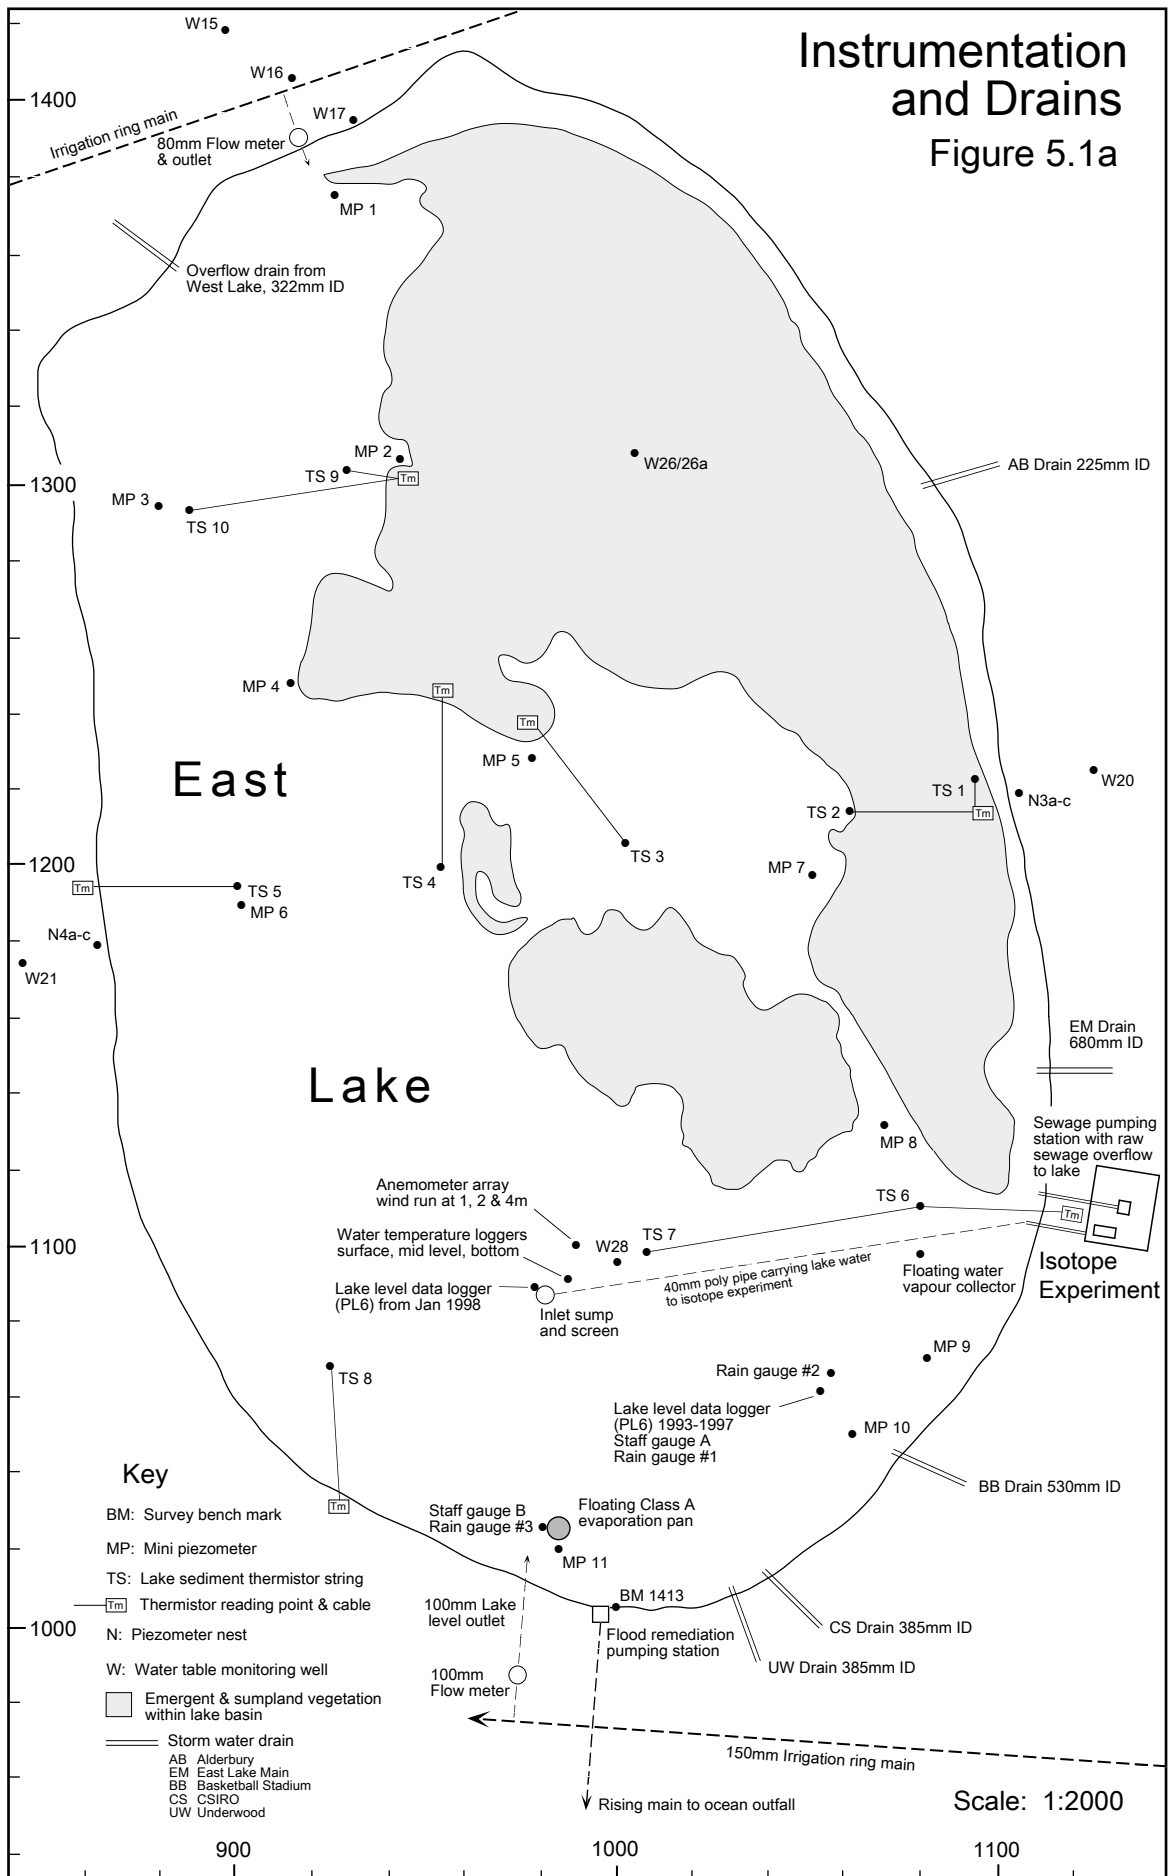 Instrumentation
and Drains
Figure 5.1a
W15
W16
1400
W17
Irrigation ring main
80mm Flow meter
& outlet
MP 1
Overflow drain from
West Lake, 322mm ID
MP 2
TS 9
Tm
W26/26a
AB Drain 225mm ID
1300
MP 3
TS 10
MP 4
Tm
Tm
MP 5
East
TS 1
W20
N3a-c
TS 2
Tm
TS 3
1200
MP 7
TS 4
Tm
TS 5
MP 6
N4a-c
W21
EM Drain
680mm ID
Lake
MP 8
Sewage pumping
station with raw
sewage overflow
to lake
Anemometer array
wind run at 1, 2 & 4m
TS 6
Tm
Water temperature loggers
surface, mid level, bottom
W28
TS 7
1100
Isotope
Experiment
Floating water
vapour collector
40mm poly pipe carrying lake water
to isotope experiment
Lake level data logger
(PL6) from Jan 1998
Inlet sump
and screen
MP 9
TS 8
Rain gauge #2
Lake level data logger
(PL6) 1993-1997
Staff gauge A
Rain gauge #1
MP 10
BB Drain 530mm ID
Tm
Staff gauge B
Rain gauge #3
Floating Class A
evaporation pan
MP 11
100mm Lake
level outlet
BM 1413
1000
Flood remediation
pumping station
CS Drain 385mm ID
UW Drain 385mm ID
100mm
Flow meter
150mm Irrigation ring main
Rising main to ocean outfall
Key
BM: Survey bench mark
MP: Mini piezometer
TS: Lake sediment thermistor string
Tm Thermistor reading point & cable
N: Piezometer nest
W: Water table monitoring well
Emergent & sumpland vegetation
within lake basin
Storm water drain
AB Alderbury
EM East Lake Main
BB Basketball Stadium
CS CSIRO
UW Underwood
Scale: 1:2000
900
1000
1100